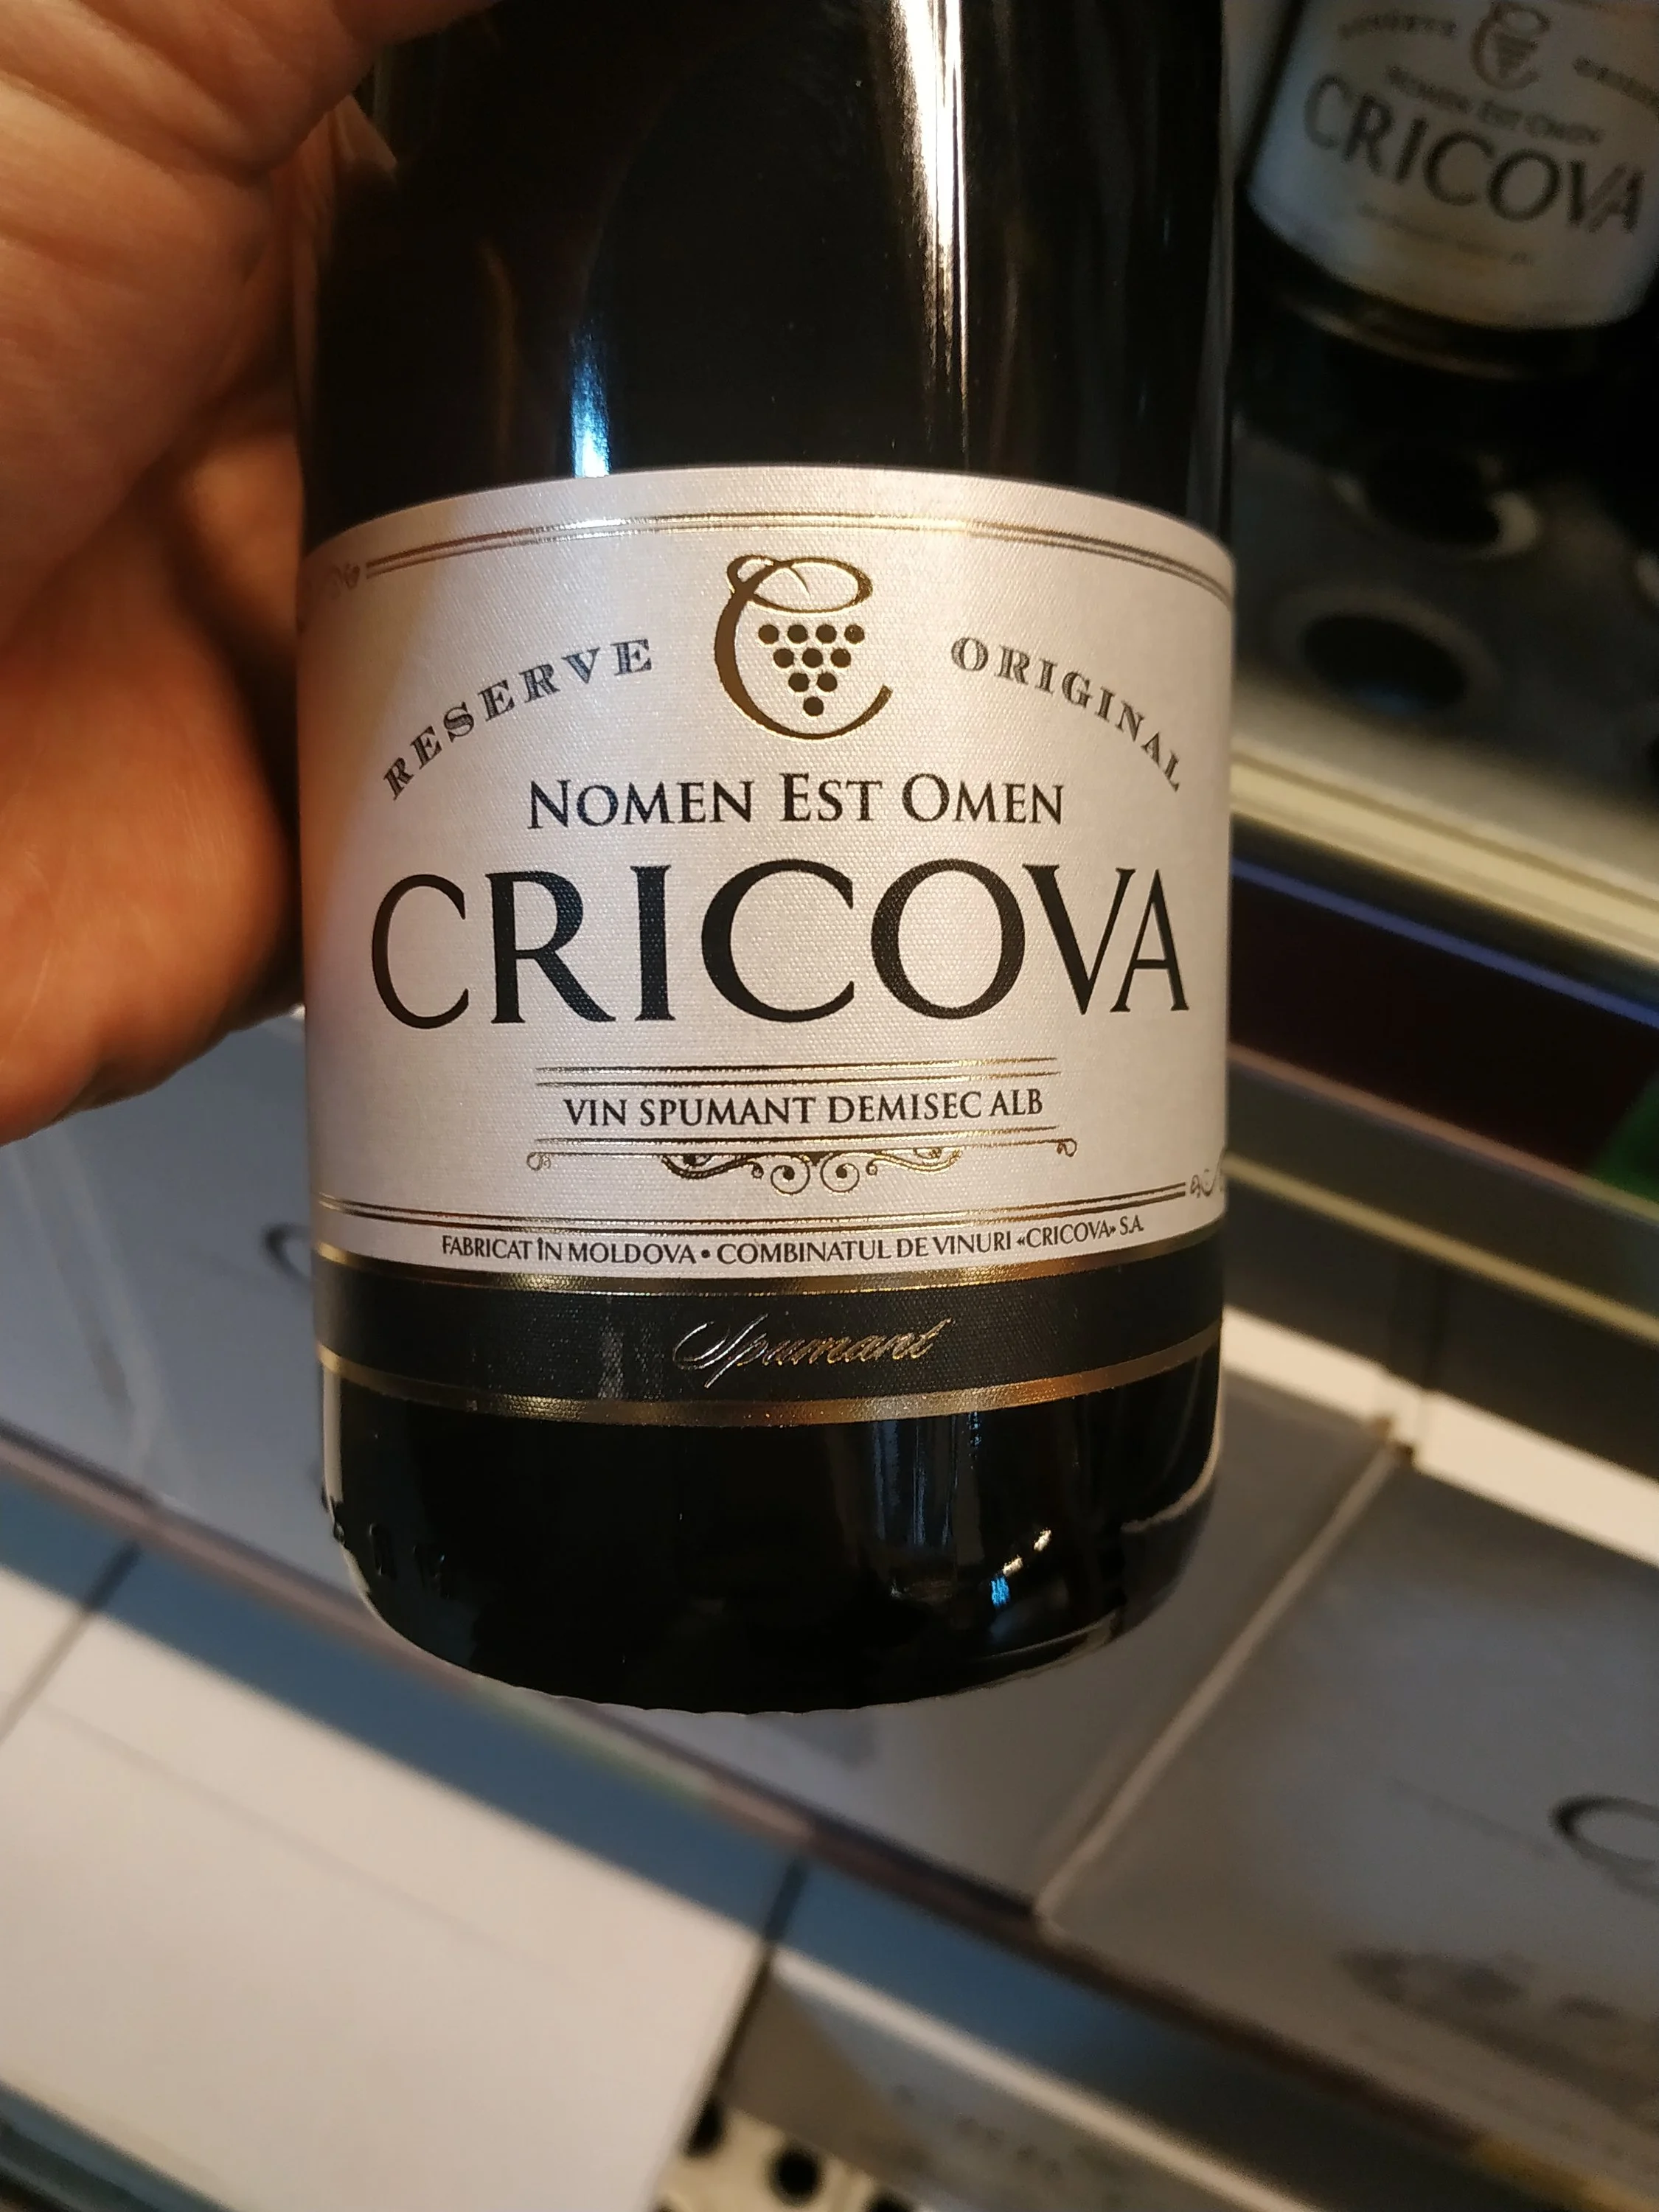 RESERVE ORIGINAL
NOMEN EST OMEN
CRICOVA
VIN SPUMANT DEMISEC ALB
FABRICAT ÎN MOLDOVA • COMBINATUL DE VINURI «CRICOVA» S.A.
Spumant
NOMEN EST OMEN
CRICOVA